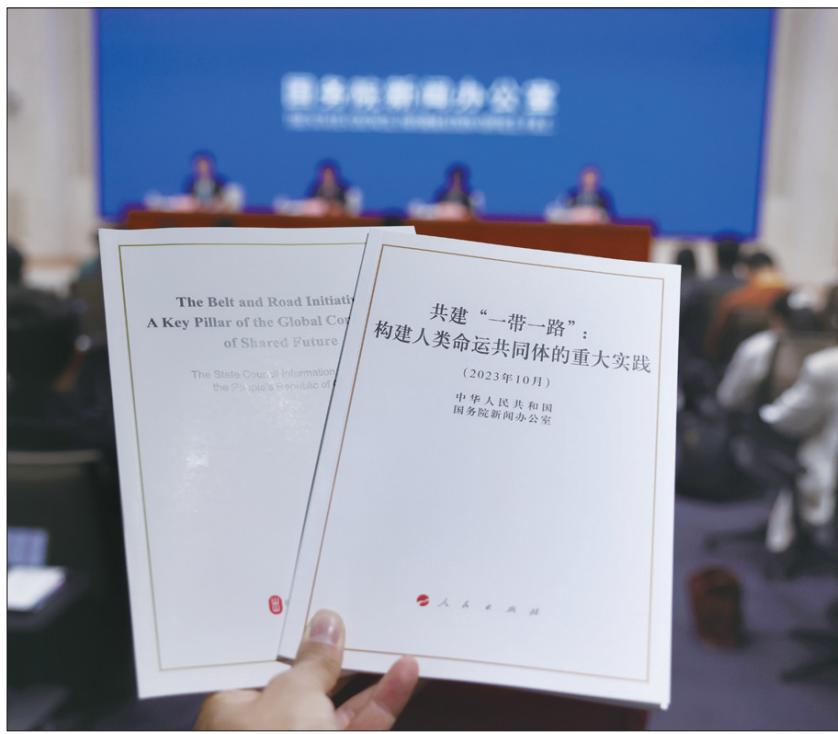 国务院新闻办公室
The Belt and Road Initiativ
A Key Pillar of the Global Co
of Shared Future
The State Council Information
the People's Republic of
共建“一带一路”：
构建人类命运共同体的重大实践
(2023年10月)
中华人民共和国
国务院新闻办公室
人民出版社